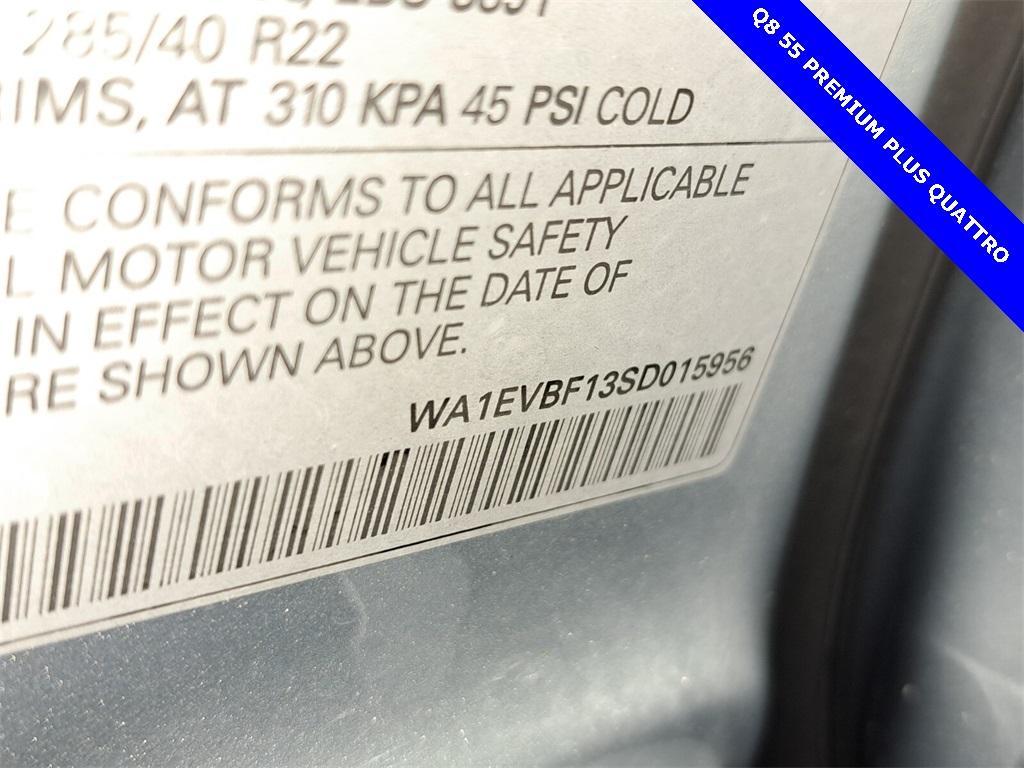 285/40 R22
RIMS, AT 310 KPA 45 PSI COLD
E CONFORMS TO ALL APPLICABLE
L MOTOR VEHICLE SAFETY
IN EFFECT ON THE DATE OF
RE SHOWN ABOVE.
WA1EVBF13SD015956
Q8 55 PREMIUM PLUS QUATTRO